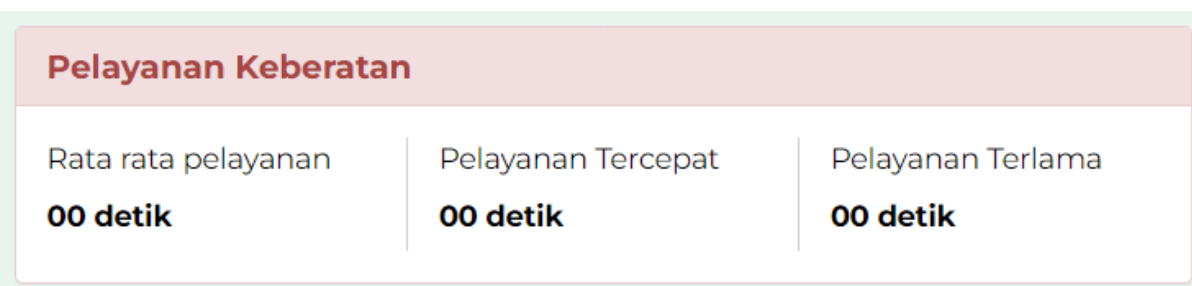 Pelayanan Keberatan
Rata rata pelayanan
00 detik
Pelayanan Tercepat
00 detik
Pelayanan Terlama
00 detik